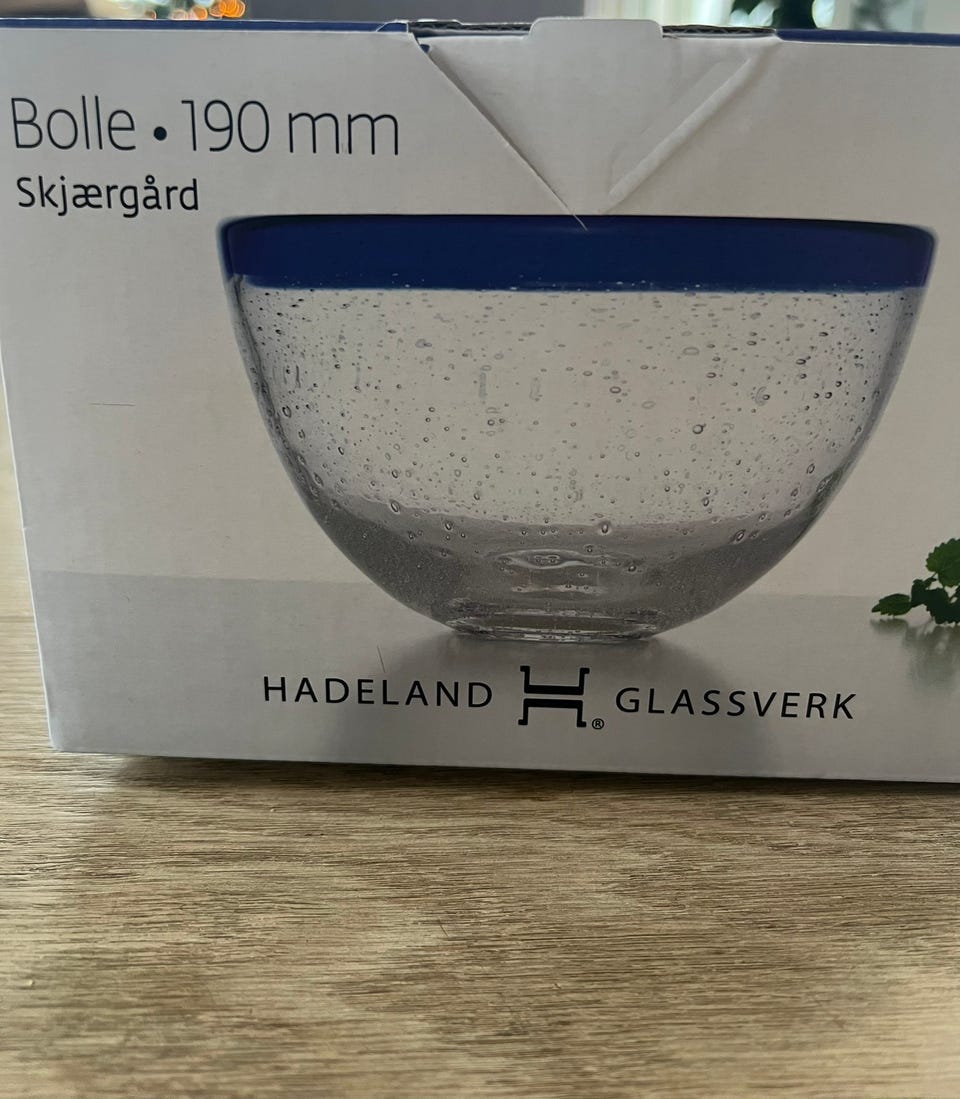 Bolle • 190 mm
Skjærgård
HADELAND H® GLASSVERK